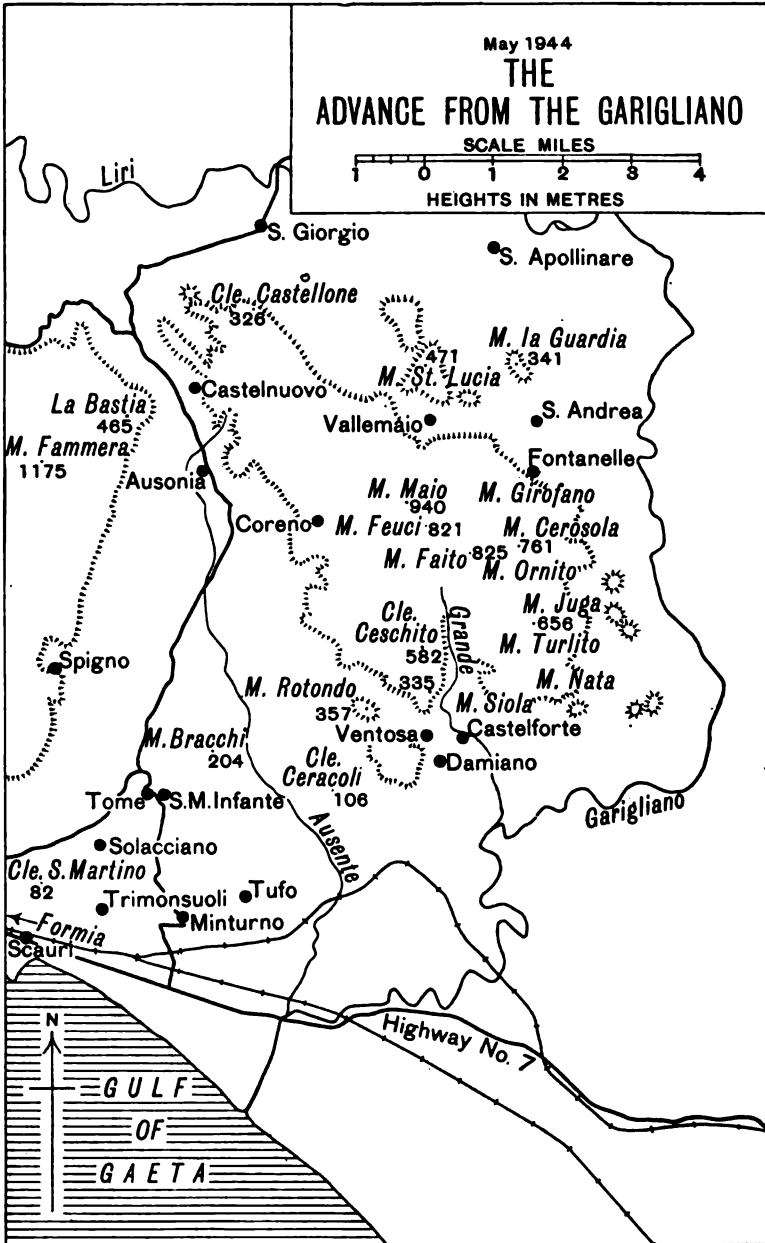 May 1944
THE
ADVANCE FROM THE GARIGLIANO
SCALE MILES
1 0 1 2 3 4
HEIGHTS IN METRES
Liri
S. Giorgio
S. Apollinare
Cle. Castellone
326
M. la Guardia
341
471
M. St. Lucia
Castelnuovo
La Bastia
465
Vallemaio
S. Andrea
M. Fammera
1175
Ausonia
Fontanelle
M. Maio
940
M. Girofano
Coreno
M. Feuci 821
M. Cerosola
761
M. Faito 825
M. Ornito
M. Juga
656
Cle.
Ceschito
582
Grande
M. Turlito
Spigno
335
M. Nata
M. Rotondo
357
M. Siola
Ventosa
Castelforte
M. Bracchi
204
Cle.
Ceracoli
106
Damiano
Tome
S.M. Infante
Garigliano
Ausente
Solacciano
Cle. S. Martino
82
Trimonsuoli
Tufo
Minturno
Formia
Scauri
Highway No. 7
N
GULF
OF
GAETA